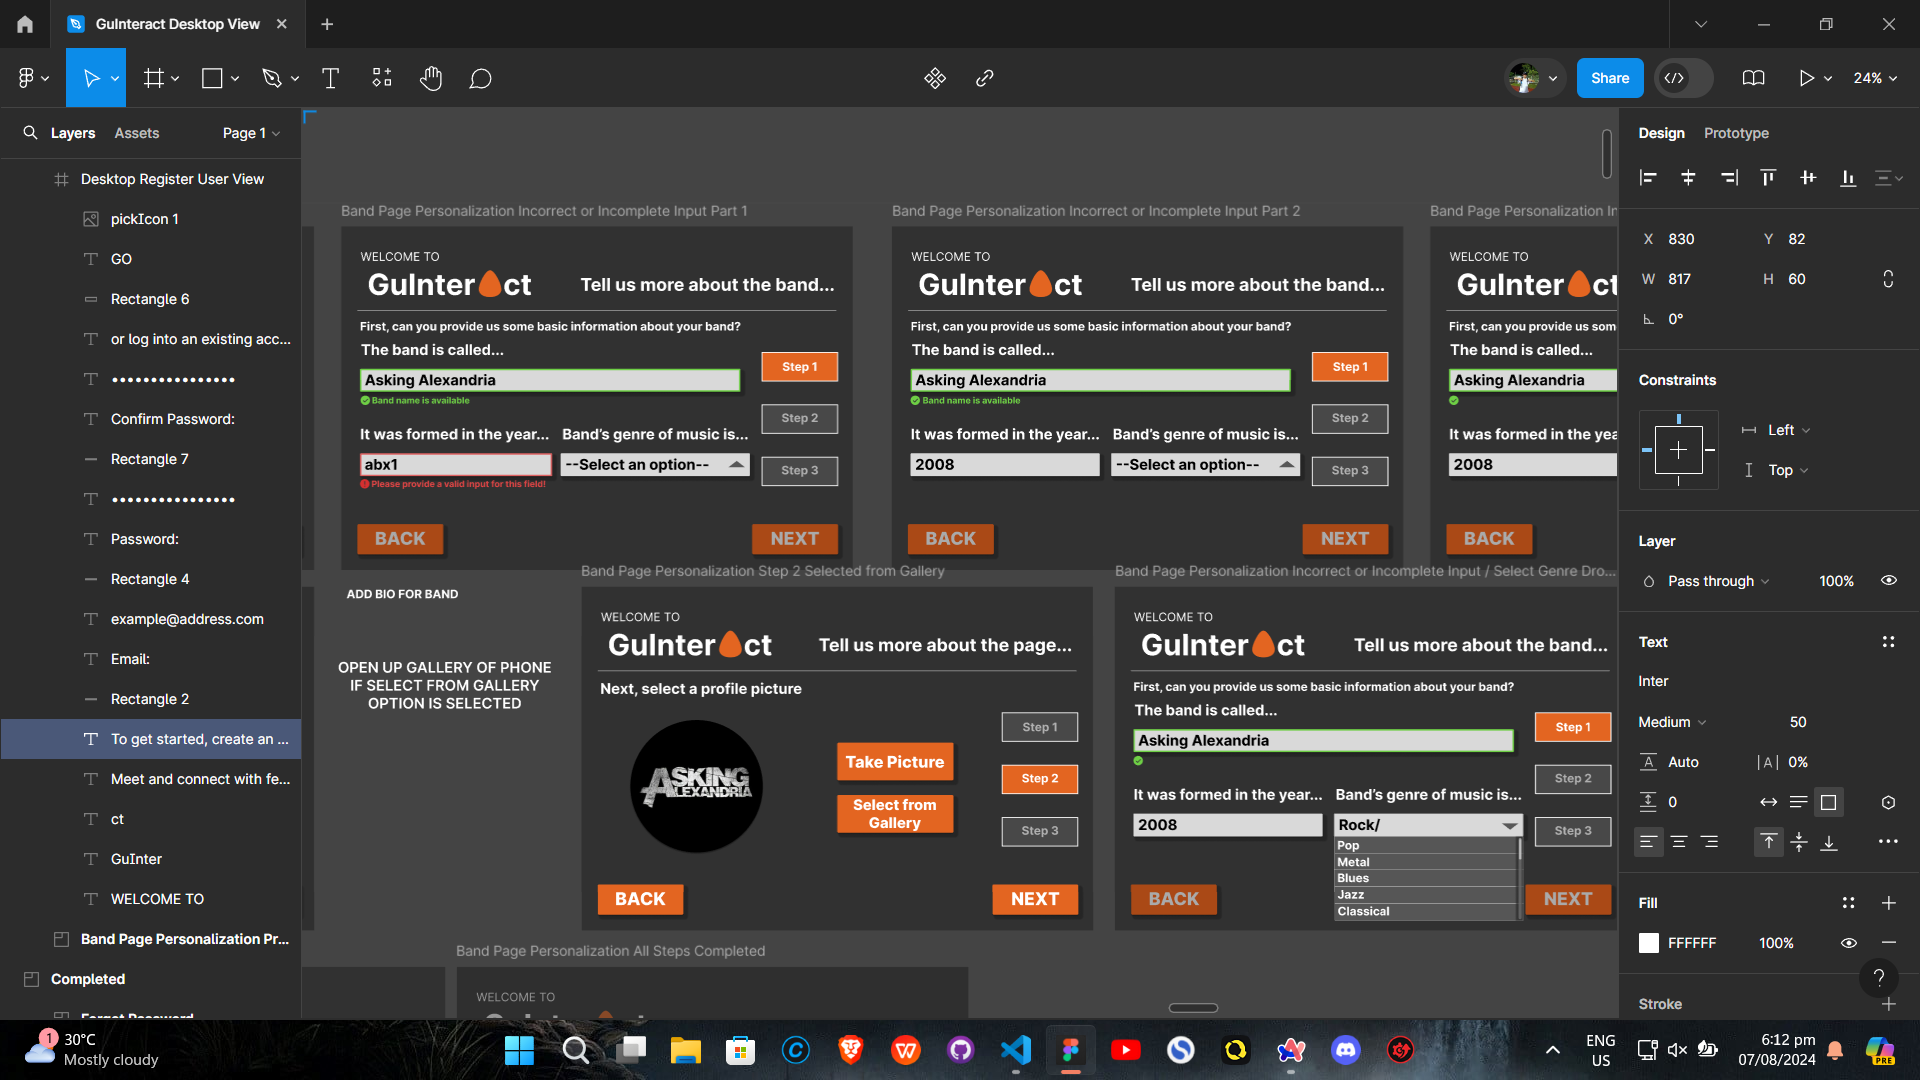 GuInteract Desktop View
Share
24%
Layers
Assets
Page 1
Desktop Register User View
pickIcon 1
GO
Rectangle 6
or log into an existing acc...
••••••••••••••••
Confirm Password:
Rectangle 7
••••••••••••••••
Password:
Rectangle 4
example@address.com
Email:
Rectangle 2
To get started, create an ...
Meet and connect with fe...
ct
GuInter
WELCOME TO
Band Page Personalization Pr...
Completed
Forgot Password
Band Page Personalization Incorrect or Incomplete Input Part 1
WELCOME TO
GuInter ct
Tell us more about the band...
First, can you provide us some basic information about your band?
The band is called...
Asking Alexandria
Band name is available
It was formed in the year...
Band's genre of music is...
abx1
--Select an option--
Please provide a valid input for this field!
Step 1
Step 2
Step 3
BACK
NEXT
Band Page Personalization Incorrect or Incomplete Input Part 2
WELCOME TO
GuInter ct
Tell us more about the band...
First, can you provide us some basic information about your band?
The band is called...
Asking Alexandria
Band name is available
It was formed in the year...
Band's genre of music is...
2008
--Select an option--
Step 1
Step 2
Step 3
BACK
NEXT
Band Page Personalization In
WELCOME TO
GuInter ct
First, can you provide us som
The band is called...
Asking Alexandria
It was formed in the yea
2008
BACK
ADD BIO FOR BAND
OPEN UP GALLERY OF PHONE
IF SELECT FROM GALLERY
OPTION IS SELECTED
Band Page Personalization Step 2 Selected from Gallery
WELCOME TO
GuInter ct
Tell us more about the page...
Next, select a profile picture
ASKING
ALEXANDRIA
Take Picture
Select from
Gallery
Step 1
Step 2
Step 3
BACK
NEXT
Band Page Personalization Incorrect or Incomplete Input / Select Genre Dro...
WELCOME TO
GuInter ct
Tell us more about the band...
First, can you provide us some basic information about your band?
The band is called...
Asking Alexandria
It was formed in the year...
Band's genre of music is...
2008
Rock/
Pop
Metal
Blues
Jazz
Classical
Step 1
Step 2
Step 3
BACK
NEXT
Band Page Personalization All Steps Completed
WELCOME TO
Design
Prototype
X 830
Y 82
W 817
H 60
0°
Constraints
Left
Top
Layer
Pass through
100%
Text
Inter
Medium
50
Auto
|A| 0%
0
Fill
FFFFFF
100%
Stroke
?
1
30°C
Mostly cloudy
ENG
US
6:12 pm
07/08/2024
PRE